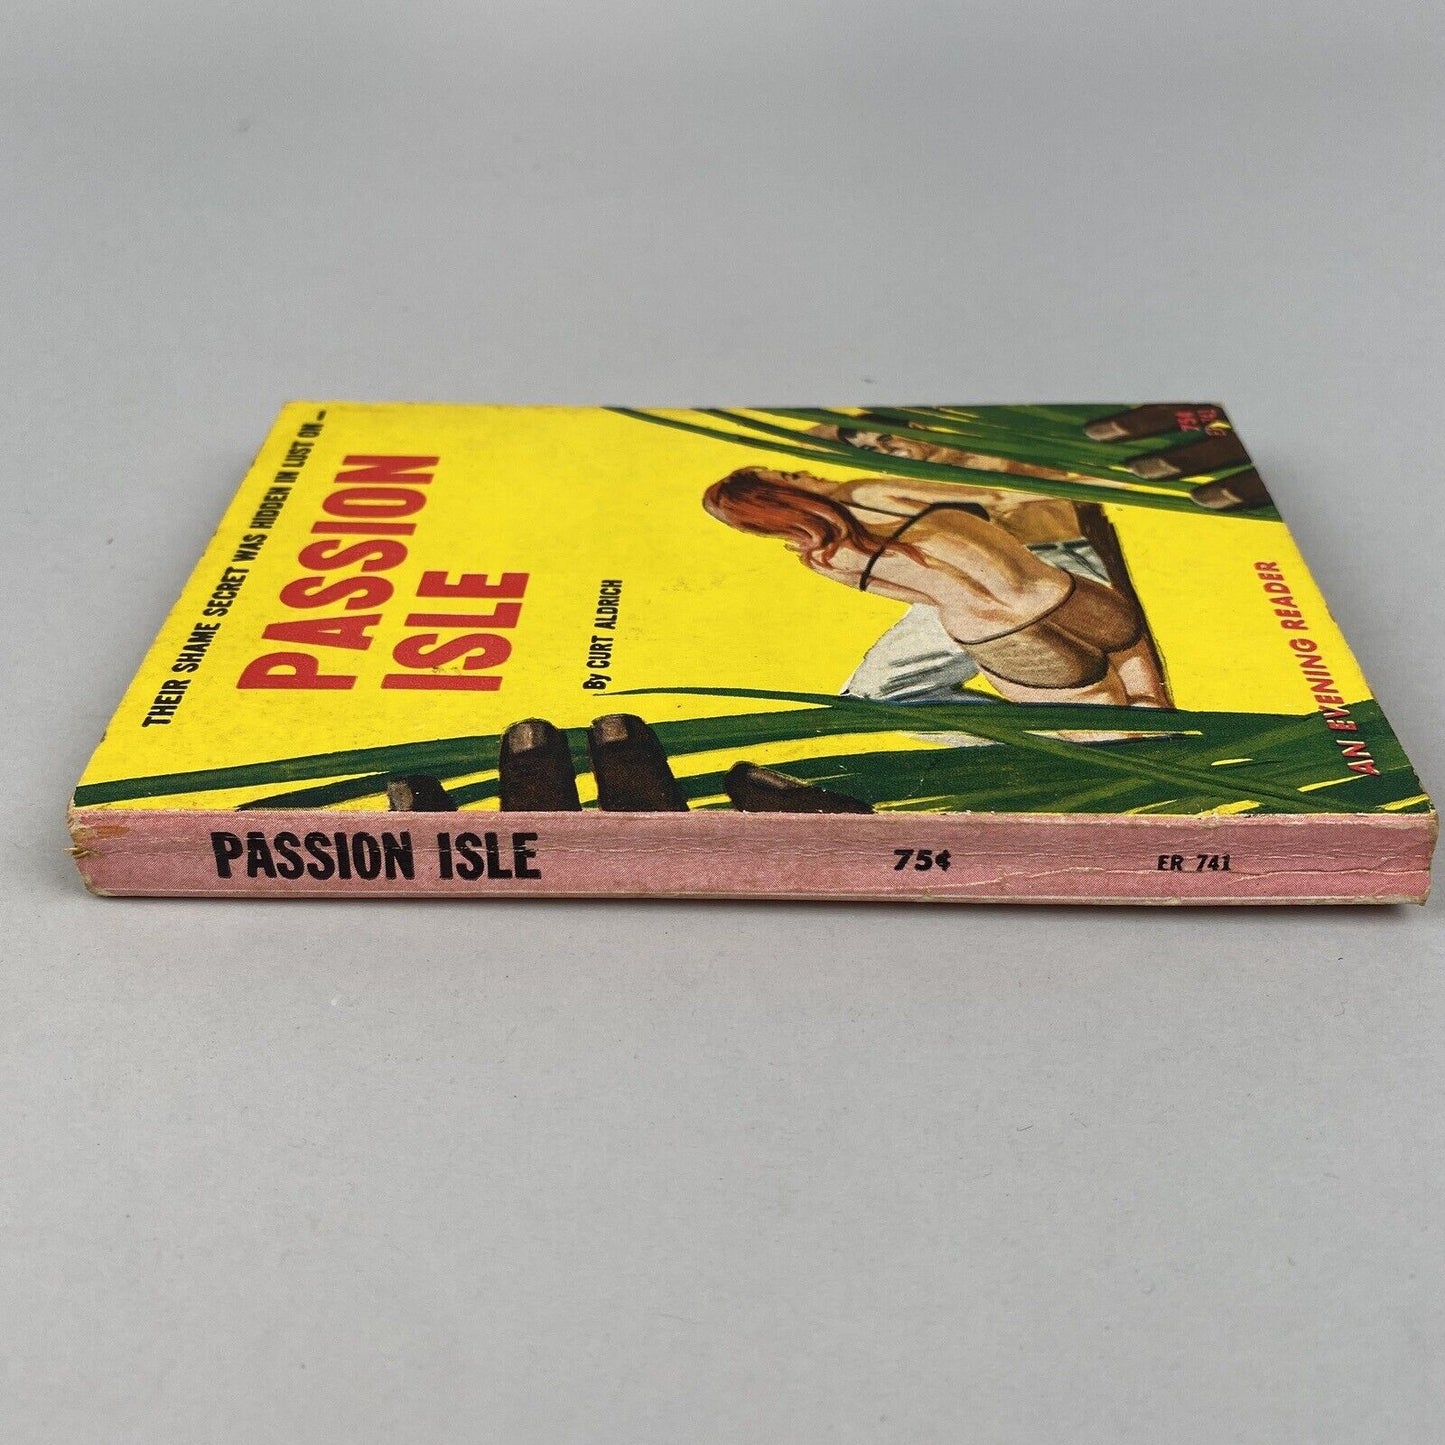 THEIR SHAME SECRET WAS HIDDEN IN LUST ON—
PASSION
ISLE
By CURT ALDRICH
75¢
AN EVENING READER
PASSION ISLE 75¢ ER 741